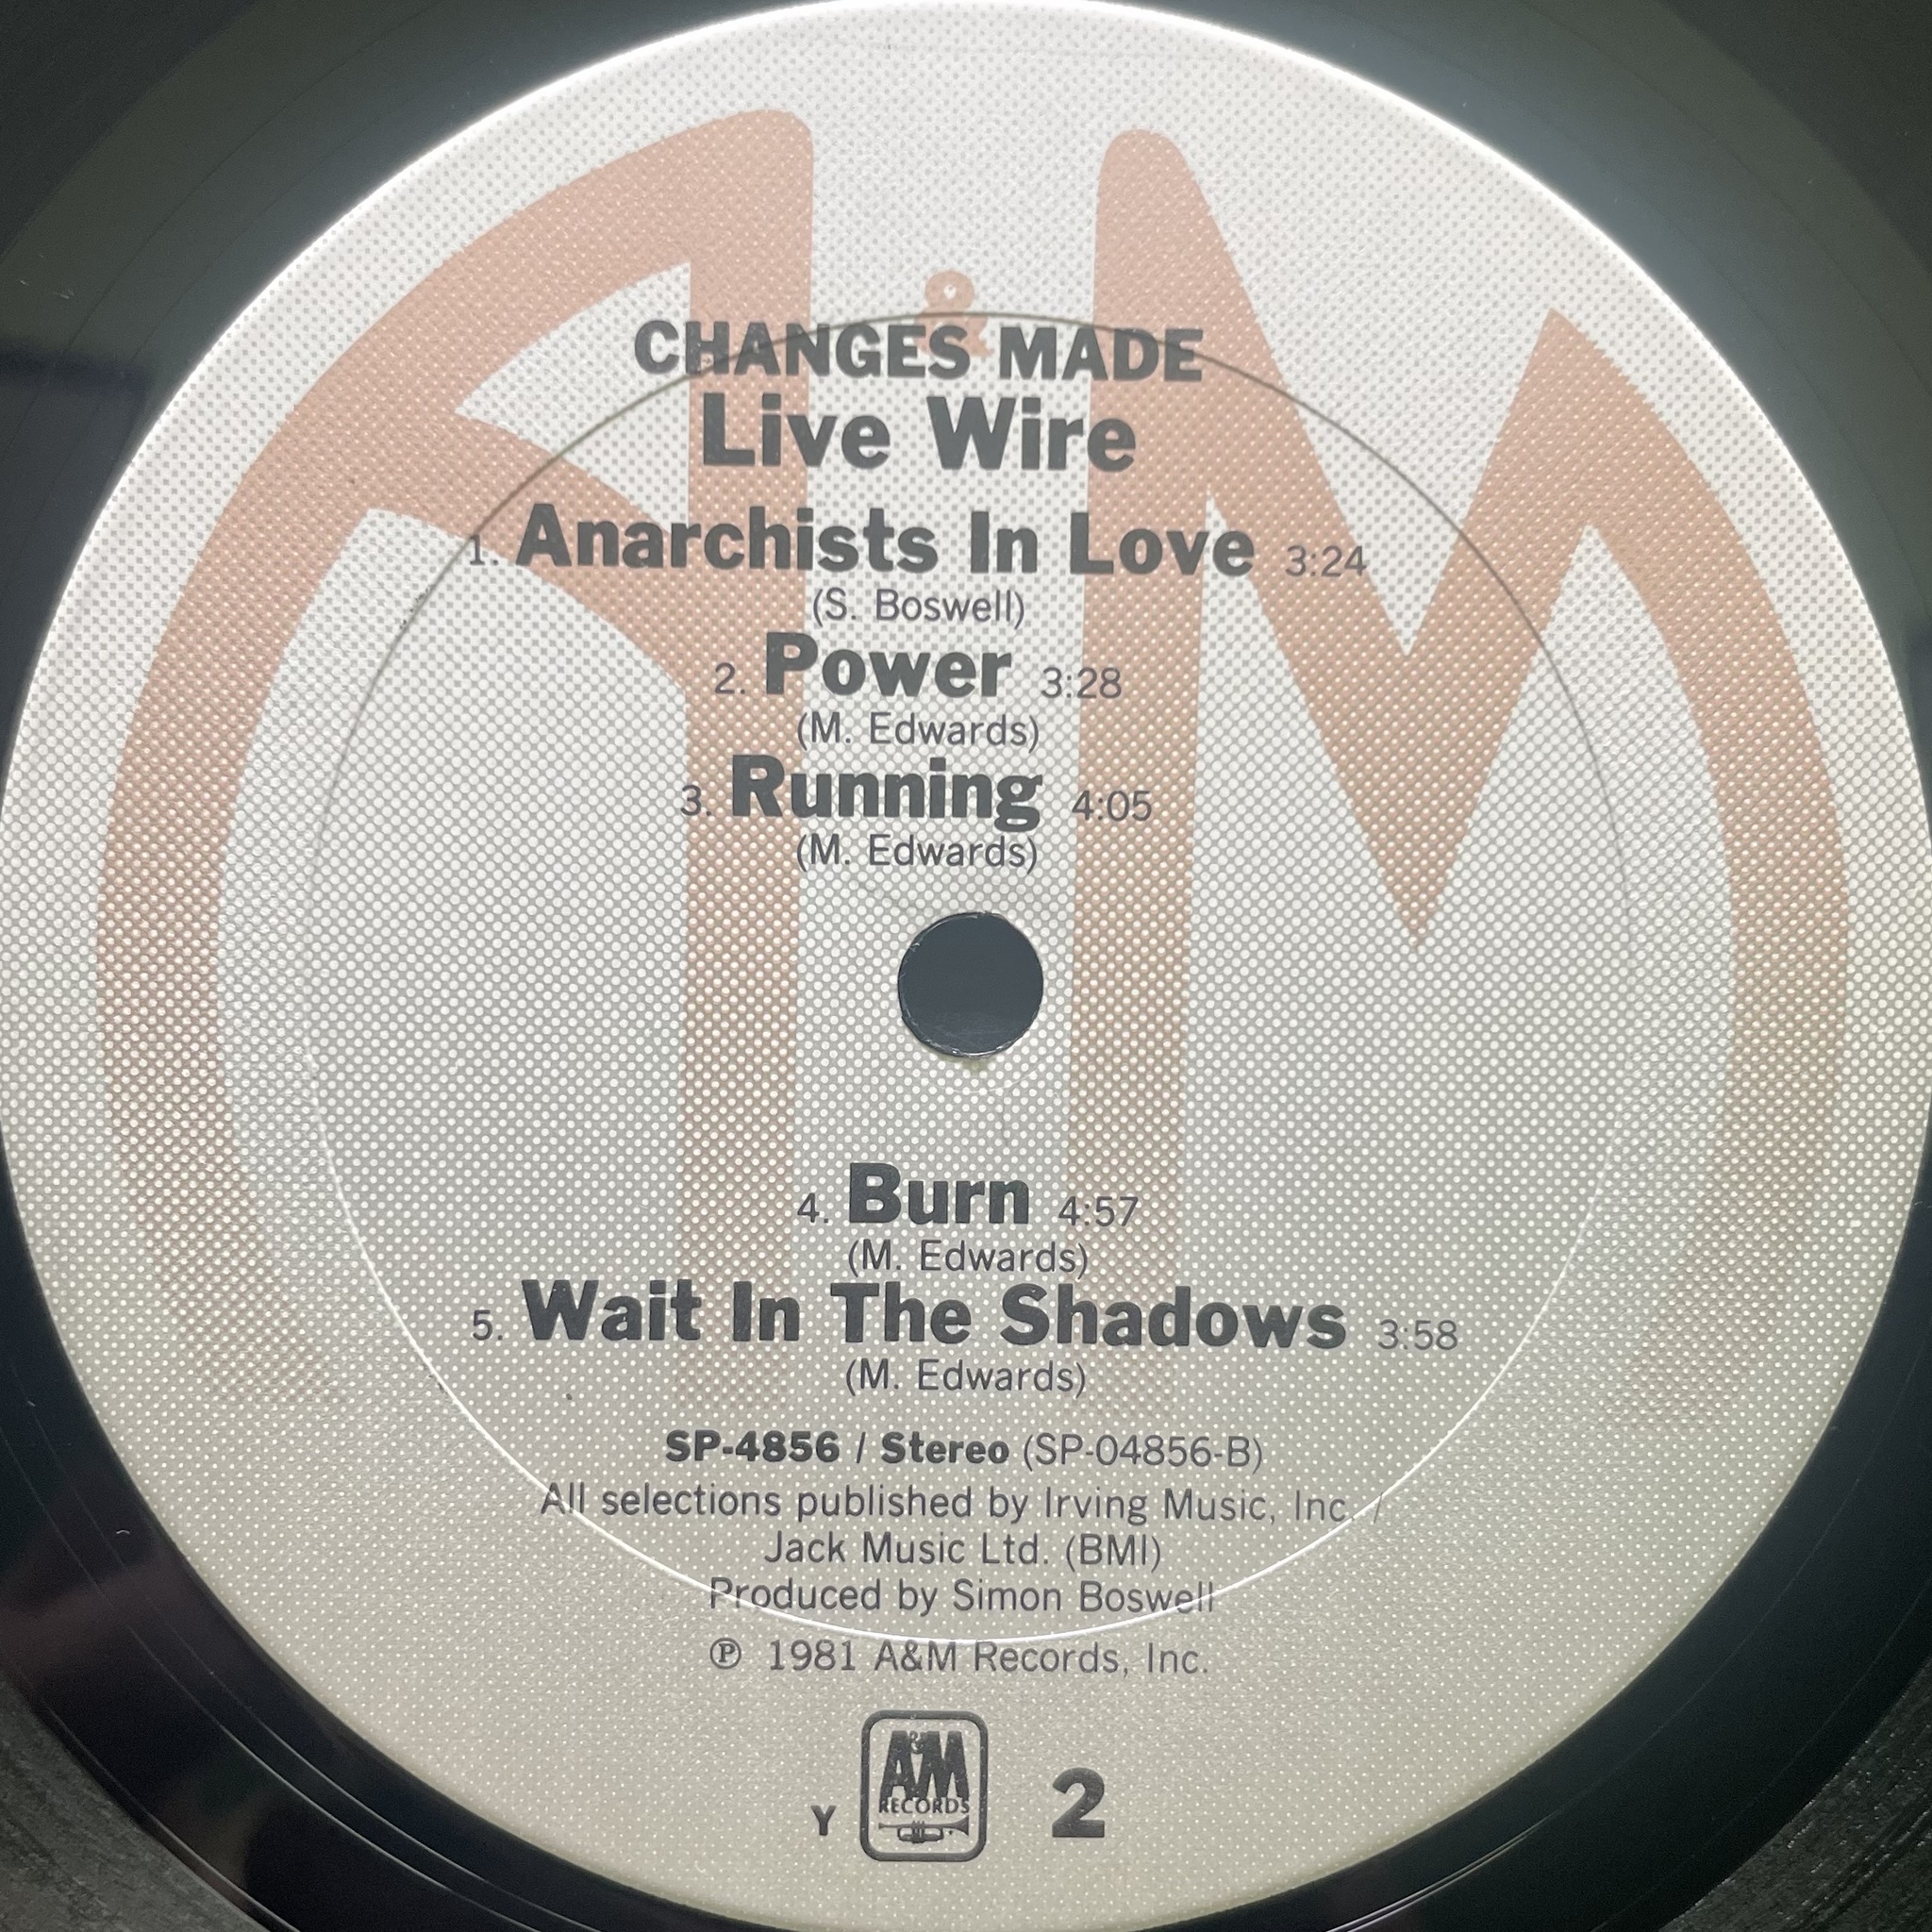 A & M
CHANGES MADE
Live Wire
1. Anarchists In Love 3:24
(S. Boswell)
2. Power 3:28
(M. Edwards)
3. Running 4:05
(M. Edwards)
4. Burn 4:57
(M. Edwards)
5. Wait In The Shadows 3:58
(M. Edwards)
SP-4856 / Stereo (SP-04856-B)
All selections published by Irving Music, Inc. /
Jack Music Ltd. (BMI)
Produced by Simon Boswell
℗ 1981 A&M Records, Inc.
Y A&M RECORDS 2